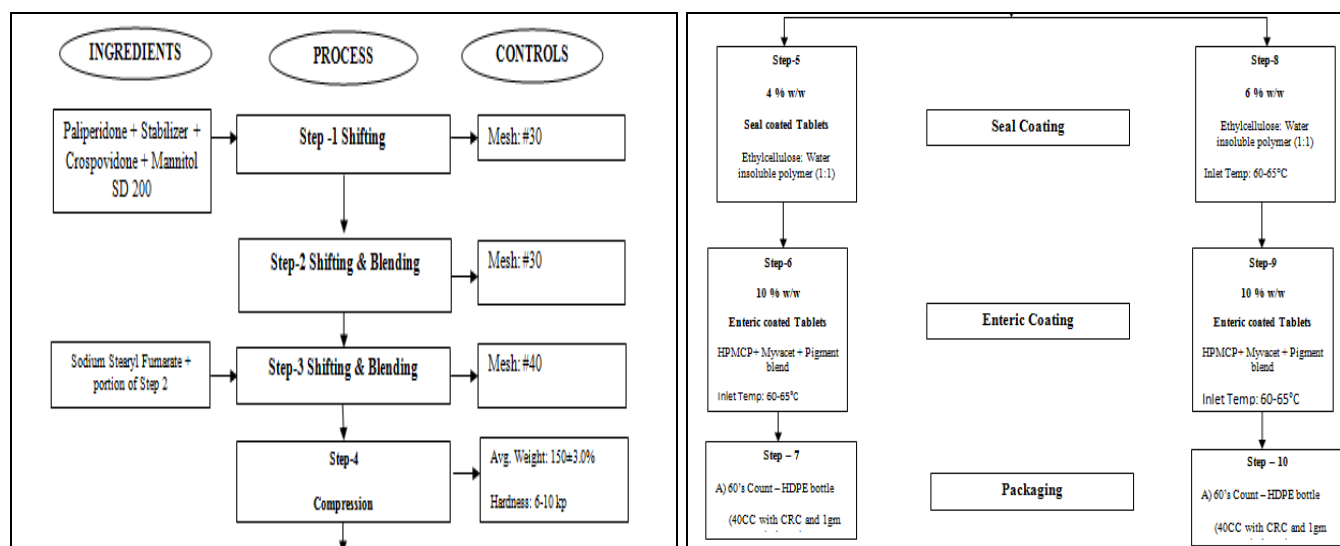 INGREDIENTS
PROCESS
CONTROLS
Paliperidone + Stabilizer +
Crospovidone + Mannitol
SD 200
Step -1 Shifting
Mesh: #30
Step-2 Shifting & Blending
Mesh: #30
Sodium Stearyl Fumarate +
portion of Step 2
Step-3 Shifting & Blending
Mesh: #40
Step-4
Compression
Avg. Weight: 150±3.0%
Hardness: 6-10 kp
Step-5
4 % w/w
Seal coated Tablets
Ethylcellulose: Water
insoluble polymer (1:1)
Seal Coating
Step-8
6 % w/w
Ethylcellulose: Water
insoluble polymer (1:1)
Inlet Temp: 60-65°C
Step-6
10 % w/w
Enteric coated Tablets
HPMCP+ Myvacet + Pigment
blend
Inlet Temp: 60-65°C
Enteric Coating
Step-9
10 % w/w
Enteric coated Tablets
HPMCP+ Myvacet + Pigment
blend
Inlet Temp: 60-65°C
Step – 7
A) 60's Count – HDPE bottle
(40CC with CRC and 1gm
Packaging
Step – 10
A) 60's Count – HDPE bottle
(40CC with CRC and 1gm